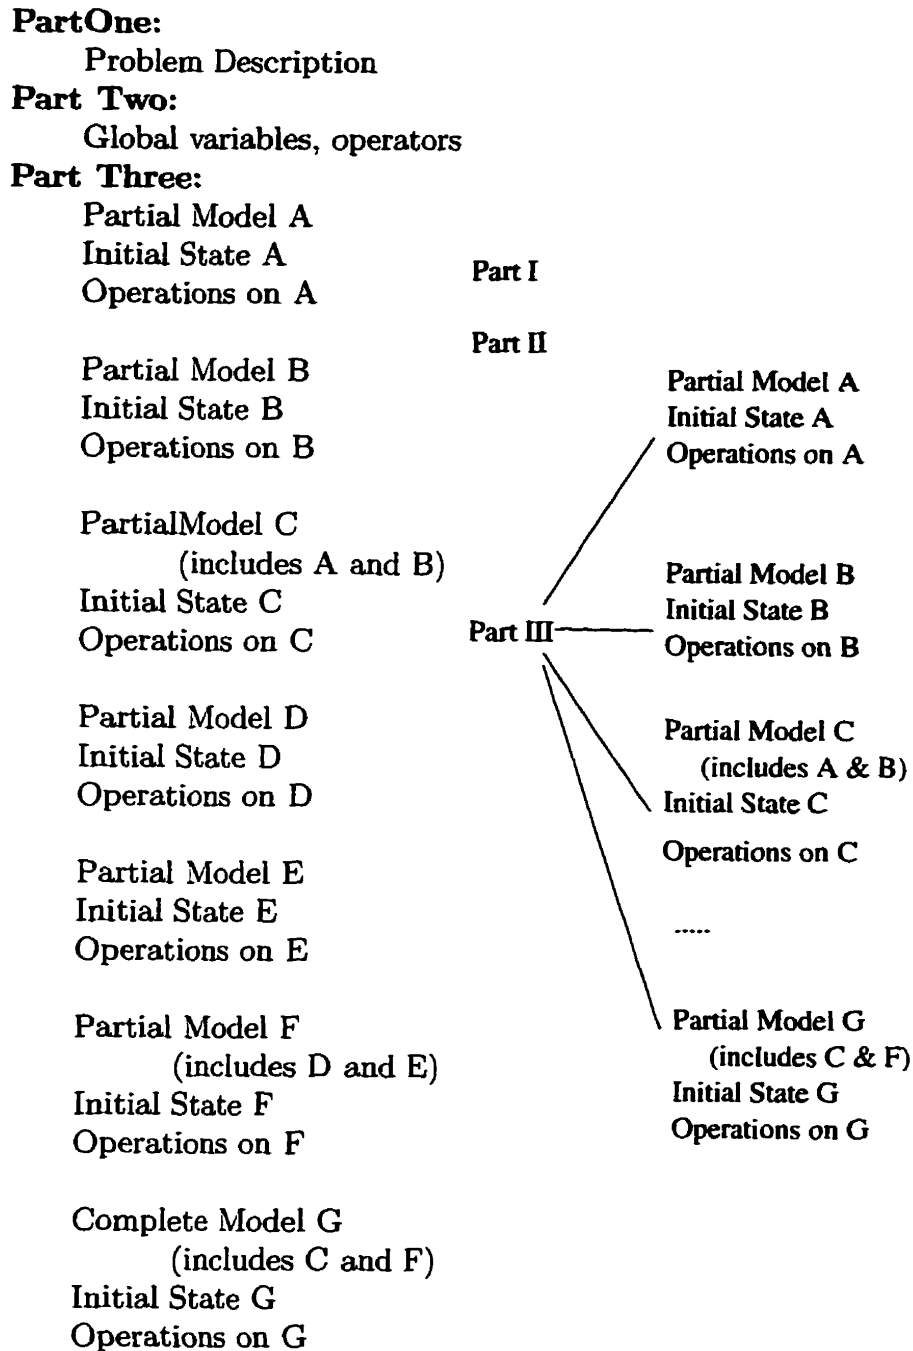 PartOne:
Problem Description
Part Two:
Global variables, operators
Part Three:
Partial Model A
Initial State A
Operations on A
Partial Model B
Initial State B
Operations on B
PartialModel C
(includes A and B)
Initial State C
Operations on C
Partial Model D
Initial State D
Operations on D
Partial Model E
Initial State E
Operations on E
Partial Model F
(includes D and E)
Initial State F
Operations on F
Complete Model G
(includes C and F)
Initial State G
Operations on G
Part I
Part II
Part III
Partial Model A
Initial State A
Operations on A
Partial Model B
Initial State B
Operations on B
Partial Model C
(includes A & B)
Initial State C
Operations on C
.....
Partial Model G
(includes C & F)
Initial State G
Operations on G